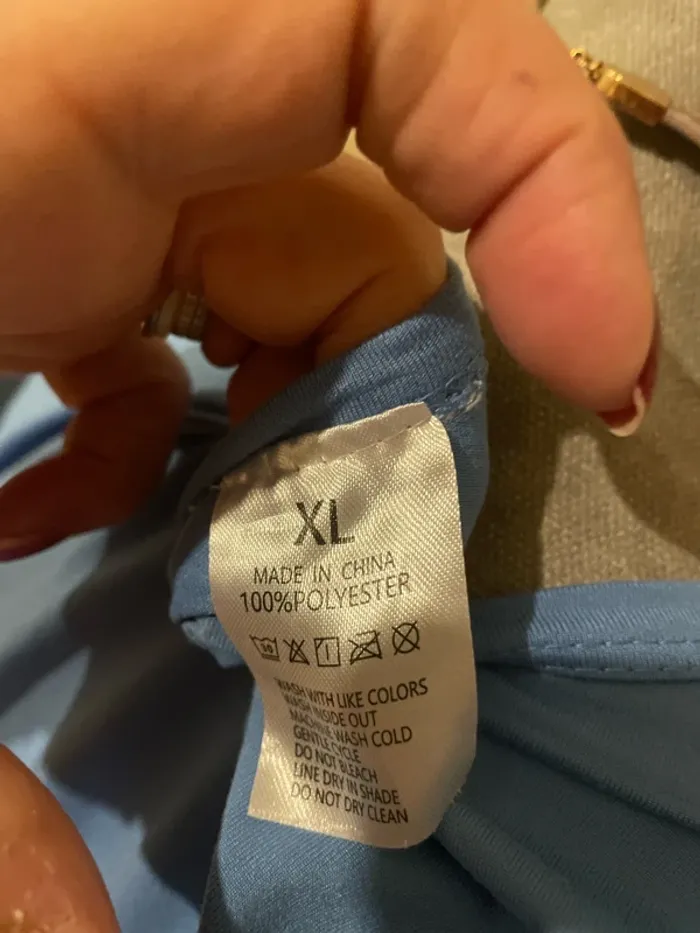 XL
MADE IN CHINA
100%POLYESTER
30
WASH WITH LIKE COLORS
WASH INSIDE OUT
MACHINE WASH COLD
GENTLE CYCLE
DO NOT BLEACH
LINE DRY IN SHADE
DO NOT DRY CLEAN